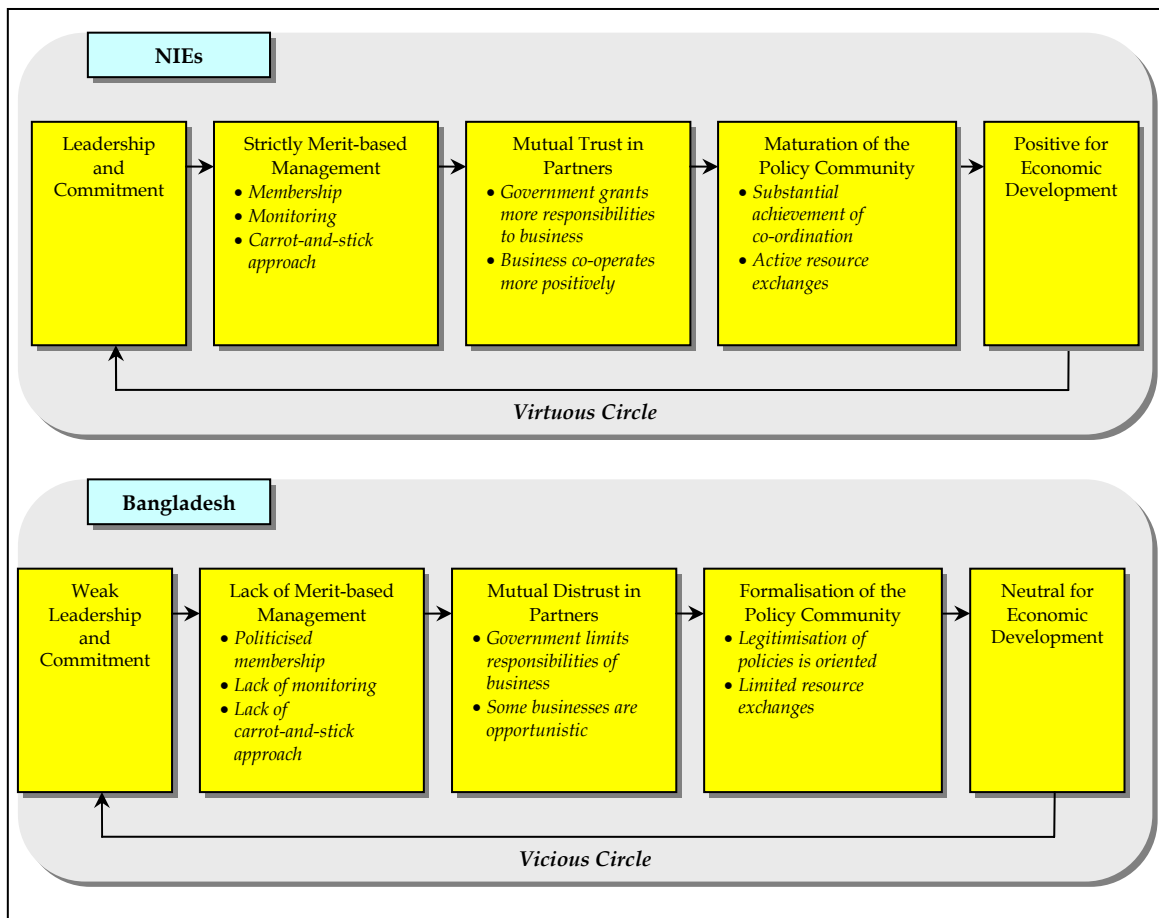 NIEs
Leadership
and
Commitment
Strictly Merit-based
Management
• Membership
• Monitoring
• Carrot-and-stick
approach
Mutual Trust in
Partners
• Government grants
more responsibilities
to business
• Business co-operates
more positively
Maturation of the
Policy Community
• Substantial
achievement of
co-ordination
• Active resource
exchanges
Positive for
Economic
Development
Virtuous Circle
Bangladesh
Weak
Leadership
and
Commitment
Lack of Merit-based
Management
• Politicised
membership
• Lack of monitoring
• Lack of
carrot-and-stick
approach
Mutual Distrust in
Partners
• Government limits
responsibilities of
business
• Some businesses are
opportunistic
Formalisation of the
Policy Community
• Legitimisation of
policies is oriented
• Limited resource
exchanges
Neutral for
Economic
Development
Vicious Circle